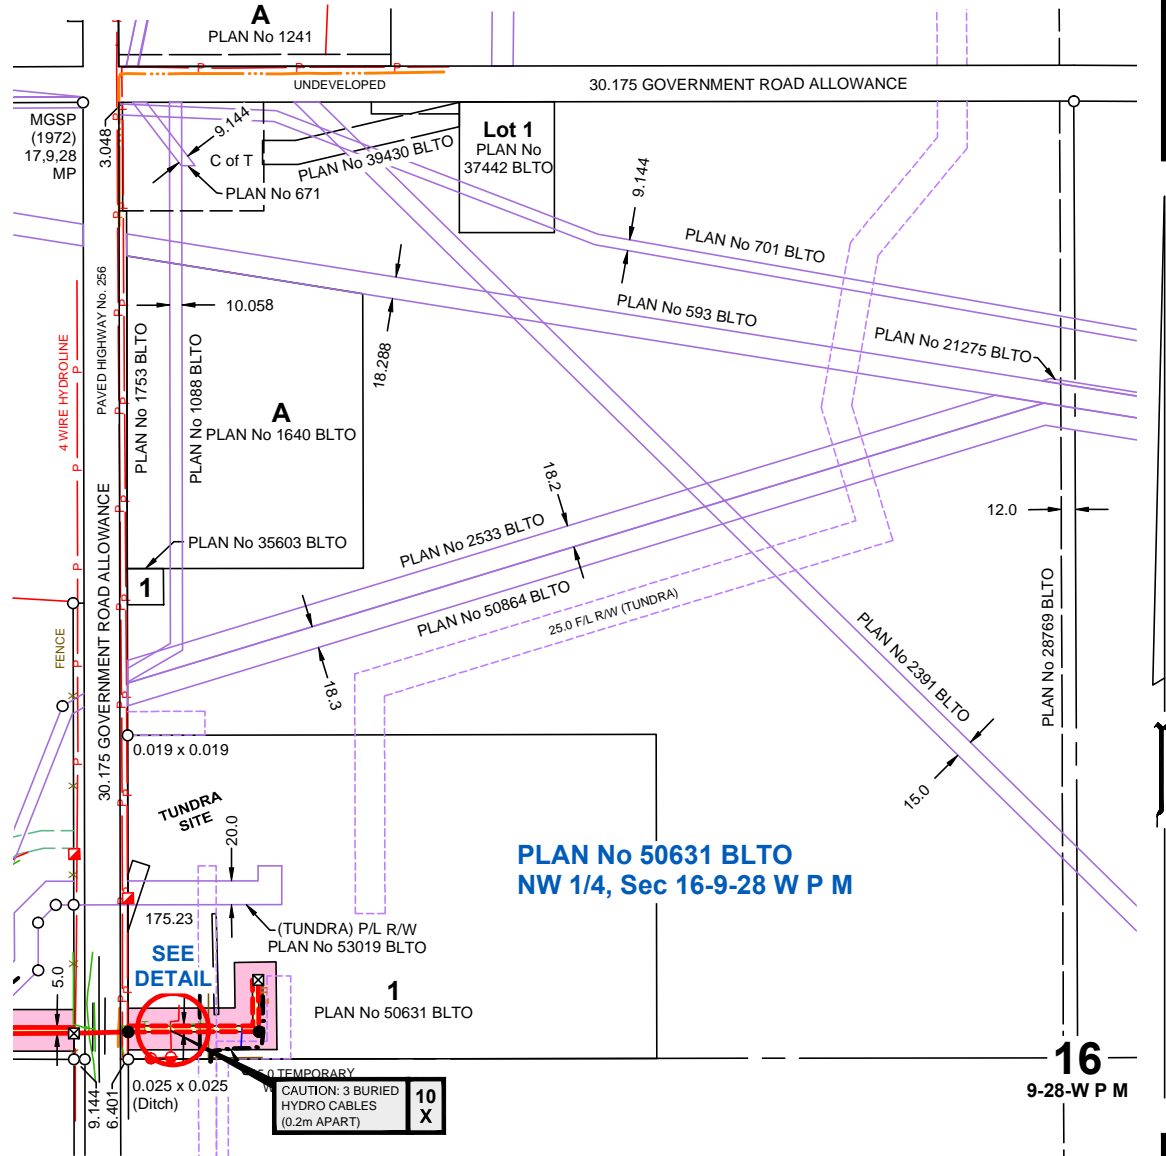 A
PLAN No 1241
UNDEVELOPED
30.175 GOVERNMENT ROAD ALLOWANCE
MGSP
(1972)
17,9,28
MP
3.048
9.144
C of T
PLAN No 671
PLAN No 39430 BLTO
Lot 1
PLAN No
37442 BLTO
9.144
PLAN No 701 BLTO
PLAN No 593 BLTO
PLAN No 21275 BLTO
10.058
18.288
4 WIRE HYDROLINE
PAVED HIGHWAY No. 256
PLAN No 1753 BLTO
PLAN No 1088 BLTO
A
PLAN No 1640 BLTO
PLAN No 35603 BLTO
1
18.2
PLAN No 2533 BLTO
PLAN No 50864 BLTO
25.0 F/L R/W (TUNDRA)
18.3
12.0
PLAN No 28769 BLTO
PLAN No 2391 BLTO
15.0
FENCE
30.175 GOVERNMENT ROAD ALLOWANCE
0.019 x 0.019
TUNDRA
SITE
20.0
PLAN No 50631 BLTO
NW 1/4, Sec 16-9-28 W P M
175.23
(TUNDRA) P/L R/W
PLAN No 53019 BLTO
SEE
DETAIL
5.0
1
PLAN No 50631 BLTO
5.0 TEMPORARY
0.025 x 0.025
(Ditch)
9.144
6.401
CAUTION: 3 BURIED
HYDRO CABLES
(0.2m APART)
10
X
16
9-28-W P M
P
P
P
P
P
P
P
P
P